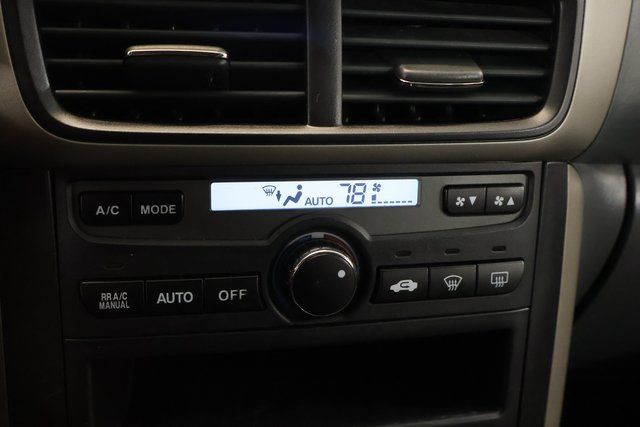 AUTO 78
A/C MODE
RR A/C
MANUAL
AUTO OFF